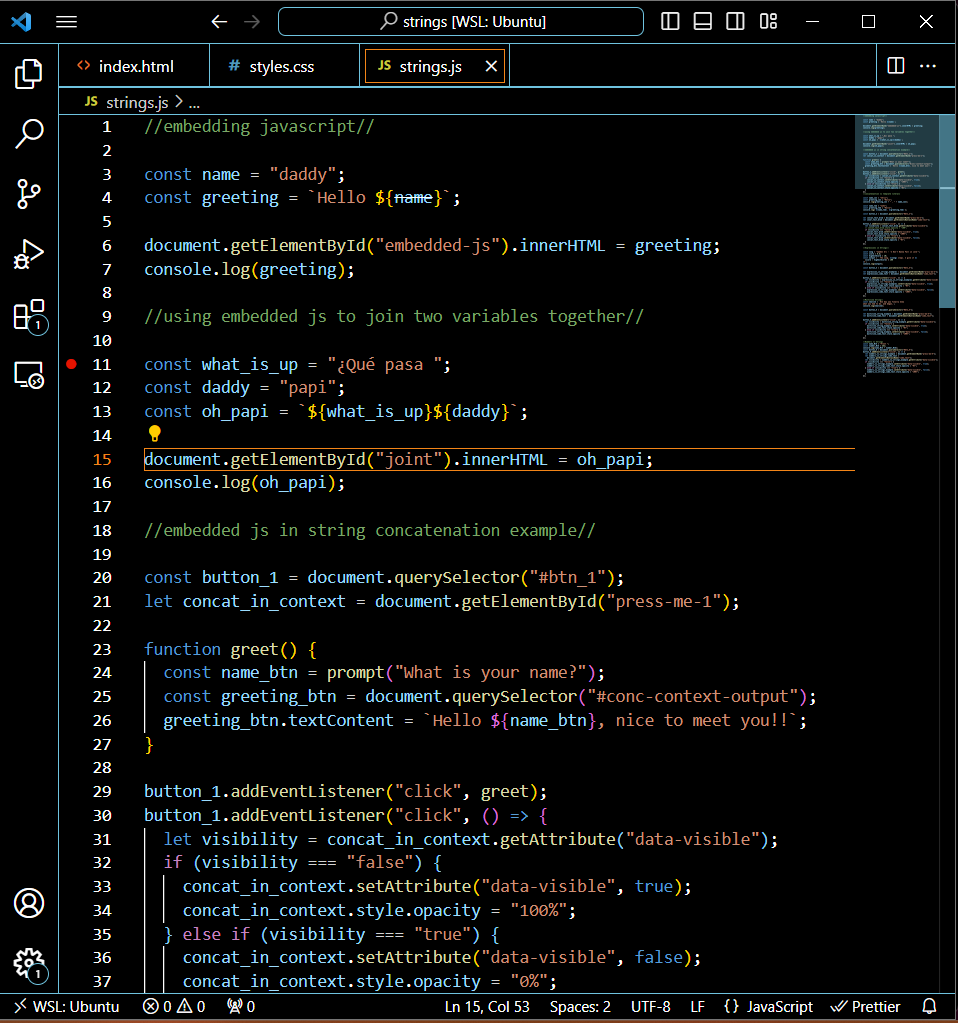 strings [WSL: Ubuntu]
<> index.html
# styles.css
JS strings.js
JS strings.js > ...
1 //embedding javascript//
2
3 const name = "daddy";
4 const greeting = `Hello ${name}`;
5
6 document.getElementById("embedded-js").innerHTML = greeting;
7 console.log(greeting);
8
9 //using embedded js to join two variables together//
10
11 const what_is_up = "¿Qué pasa ";
12 const daddy = "papi";
13 const oh_papi = `${what_is_up}${daddy}`;
14
15 document.getElementById("joint").innerHTML = oh_papi;
16 console.log(oh_papi);
17
18 //embedded js in string concatenation example//
19
20 const button_1 = document.querySelector("#btn_1");
21 let concat_in_context = document.getElementById("press-me-1");
22
23 function greet() {
24   const name_btn = prompt("What is your name?");
25   const greeting_btn = document.querySelector("#conc-context-output");
26   greeting_btn.textContent = `Hello ${name_btn}, nice to meet you!!`;
27 }
28
29 button_1.addEventListener("click", greet);
30 button_1.addEventListener("click", () => {
31   let visibility = concat_in_context.getAttribute("data-visible");
32   if (visibility === "false") {
33     concat_in_context.setAttribute("data-visible", true);
34     concat_in_context.style.opacity = "100%";
35   } else if (visibility === "true") {
36     concat_in_context.setAttribute("data-visible", false);
37     concat_in_context.style.opacity = "0%";
1
1
WSL: Ubuntu 0 0 0 Ln 15, Col 53 Spaces: 2 UTF-8 LF {} JavaScript Prettier